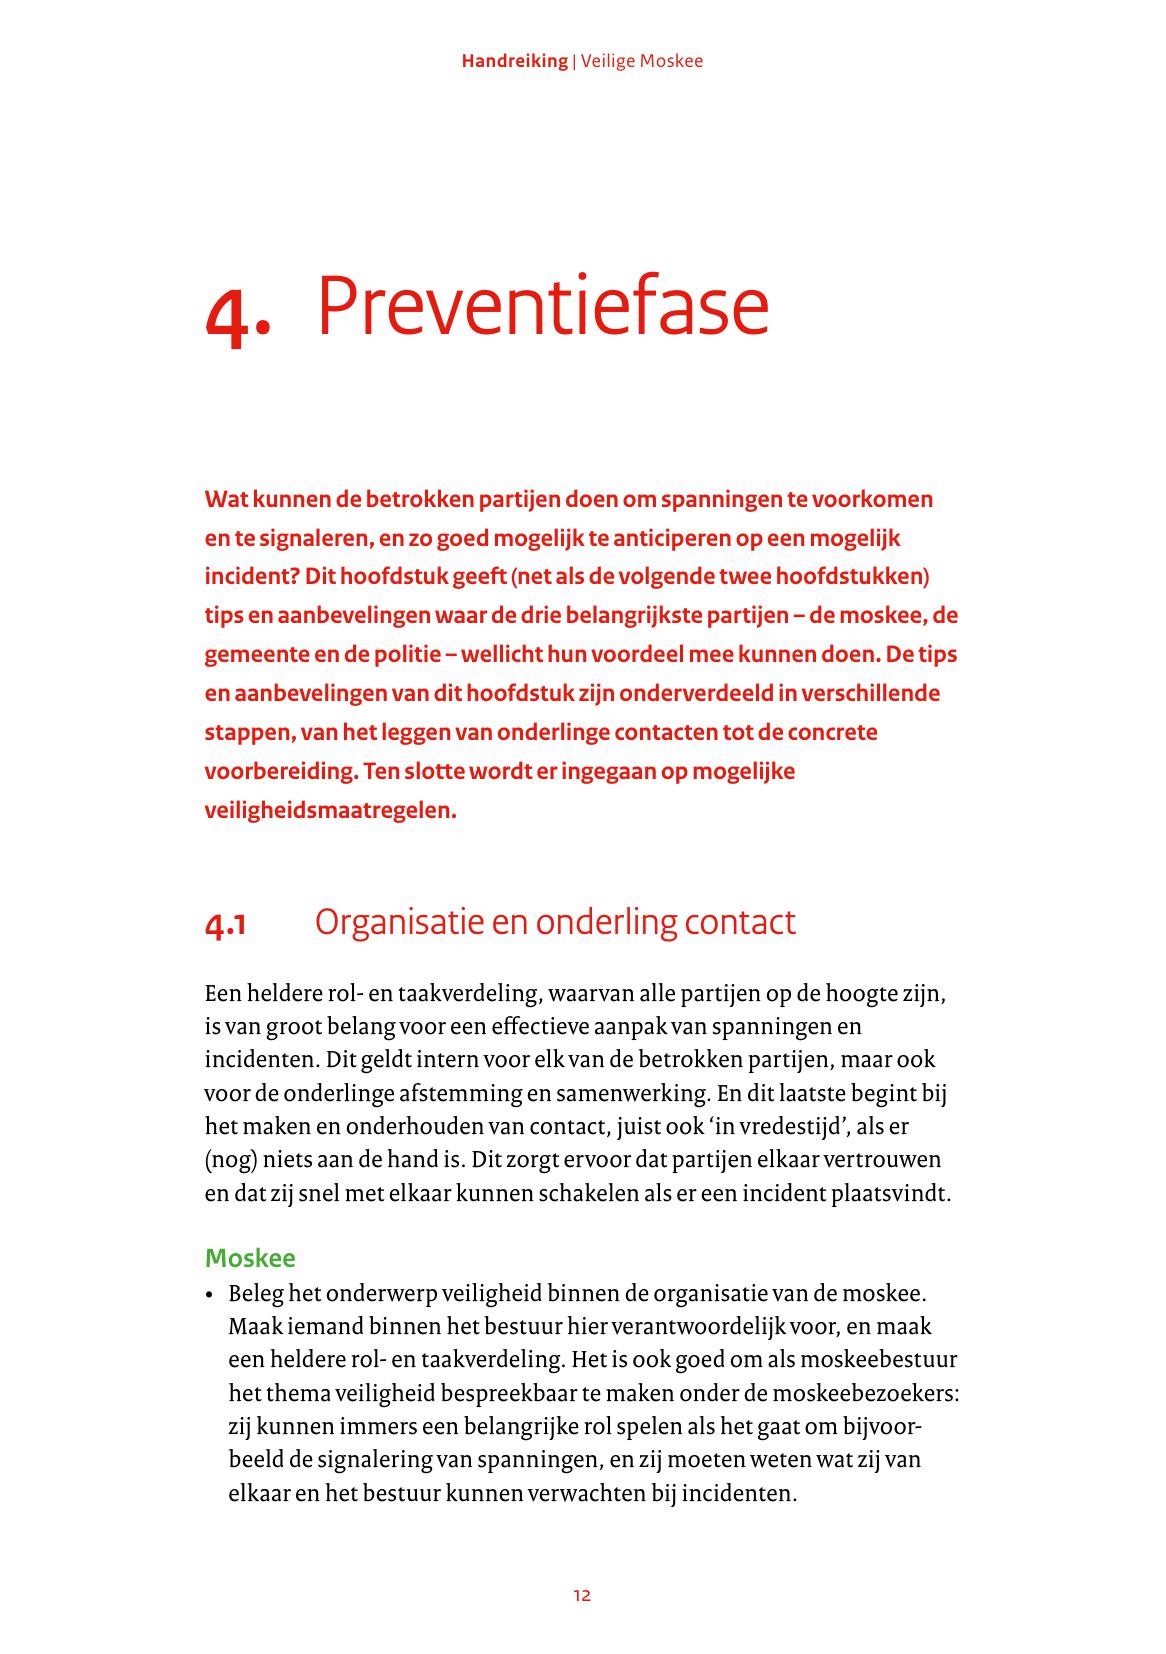 Handreiking | Veilige Moskee
4. Preventiefase
Wat kunnen de betrokken partijen doen om spanningen te voorkomen
en te signaleren, en zo goed mogelijk te anticiperen op een mogelijk
incident? Dit hoofdstuk geeft (net als de volgende twee hoofdstukken)
tips en aanbevelingen waar de drie belangrijkste partijen – de moskee, de
gemeente en de politie – wellicht hun voordeel mee kunnen doen. De tips
en aanbevelingen van dit hoofdstuk zijn onderverdeeld in verschillende
stappen, van het leggen van onderlinge contacten tot de concrete
voorbereiding. Ten slotte wordt er ingegaan op mogelijke
veiligheidsmaatregelen.
4.1 Organisatie en onderling contact
Een heldere rol- en taakverdeling, waarvan alle partijen op de hoogte zijn,
is van groot belang voor een effectieve aanpak van spanningen en
incidenten. Dit geldt intern voor elk van de betrokken partijen, maar ook
voor de onderlinge afstemming en samenwerking. En dit laatste begint bij
het maken en onderhouden van contact, juist ook ‘in vredestijd’, als er
(nog) niets aan de hand is. Dit zorgt ervoor dat partijen elkaar vertrouwen
en dat zij snel met elkaar kunnen schakelen als er een incident plaatsvindt.
Moskee
• Beleg het onderwerp veiligheid binnen de organisatie van de moskee.
Maak iemand binnen het bestuur hier verantwoordelijk voor, en maak
een heldere rol- en taakverdeling. Het is ook goed om als moskeebestuur
het thema veiligheid bespreekbaar te maken onder de moskeebezoekers:
zij kunnen immers een belangrijke rol spelen als het gaat om bijvoor-
beeld de signalering van spanningen, en zij moeten weten wat zij van
elkaar en het bestuur kunnen verwachten bij incidenten.
12